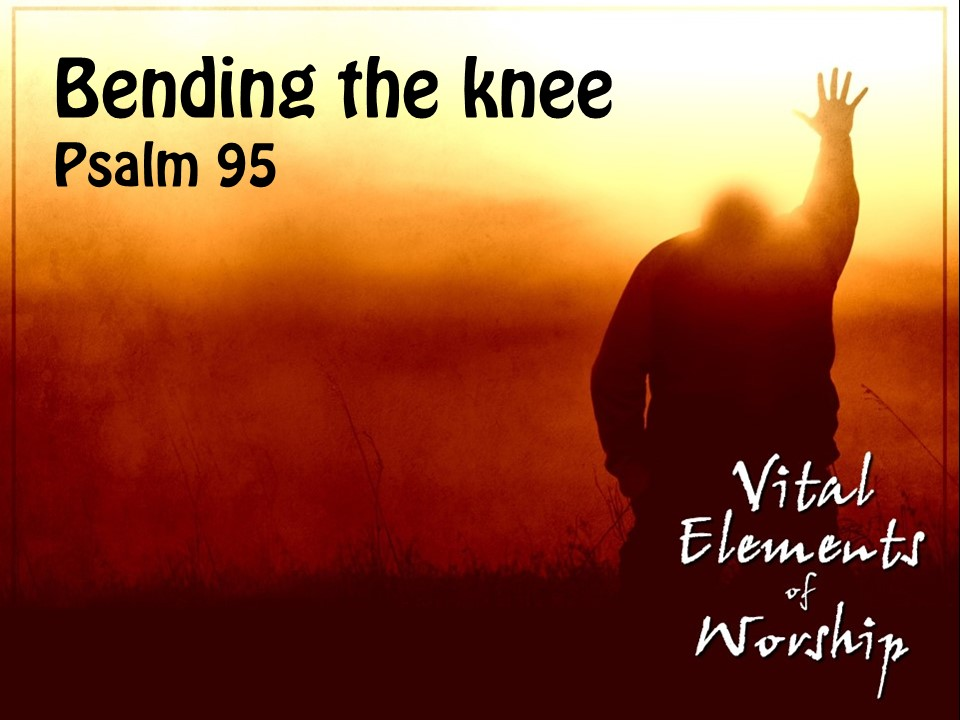 Bending the knee
Psalm 95
Vital
Elements
of
Worship